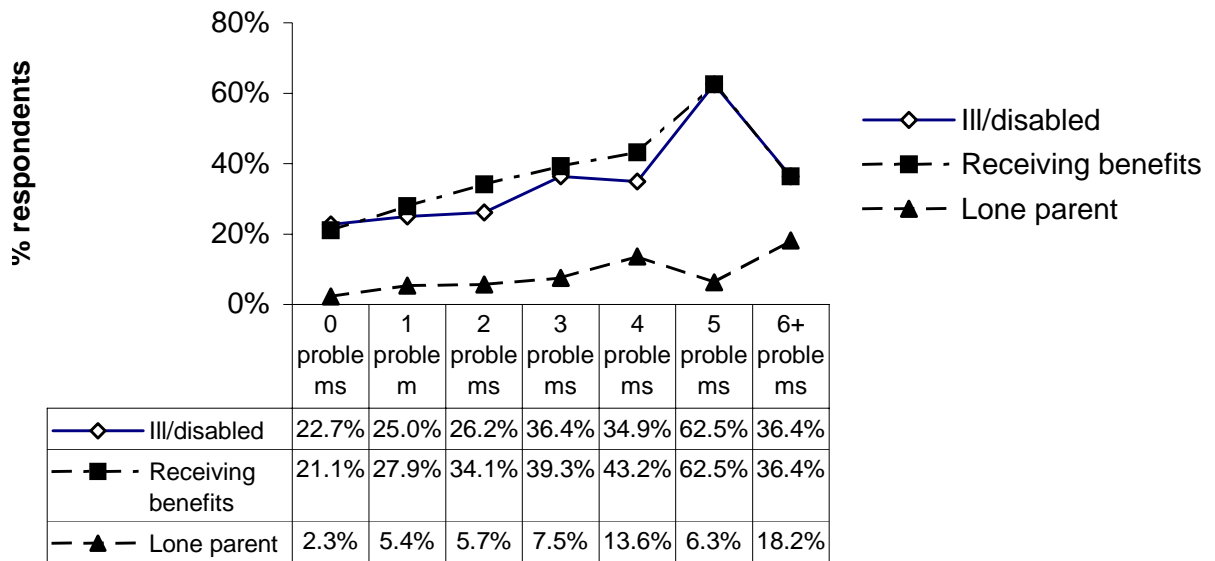 80%
60%
40%
20%
0%
% respondents
Ill/disabled
Receiving benefits
Lone parent
0 1 2 3 4 5 6+
proble proble proble proble proble proble proble
ms m ms ms ms ms ms
Ill/disabled 22.7% 25.0% 26.2% 36.4% 34.9% 62.5% 36.4%
Receiving 21.1% 27.9% 34.1% 39.3% 43.2% 62.5% 36.4%
benefits
Lone parent 2.3% 5.4% 5.7% 7.5% 13.6% 6.3% 18.2%